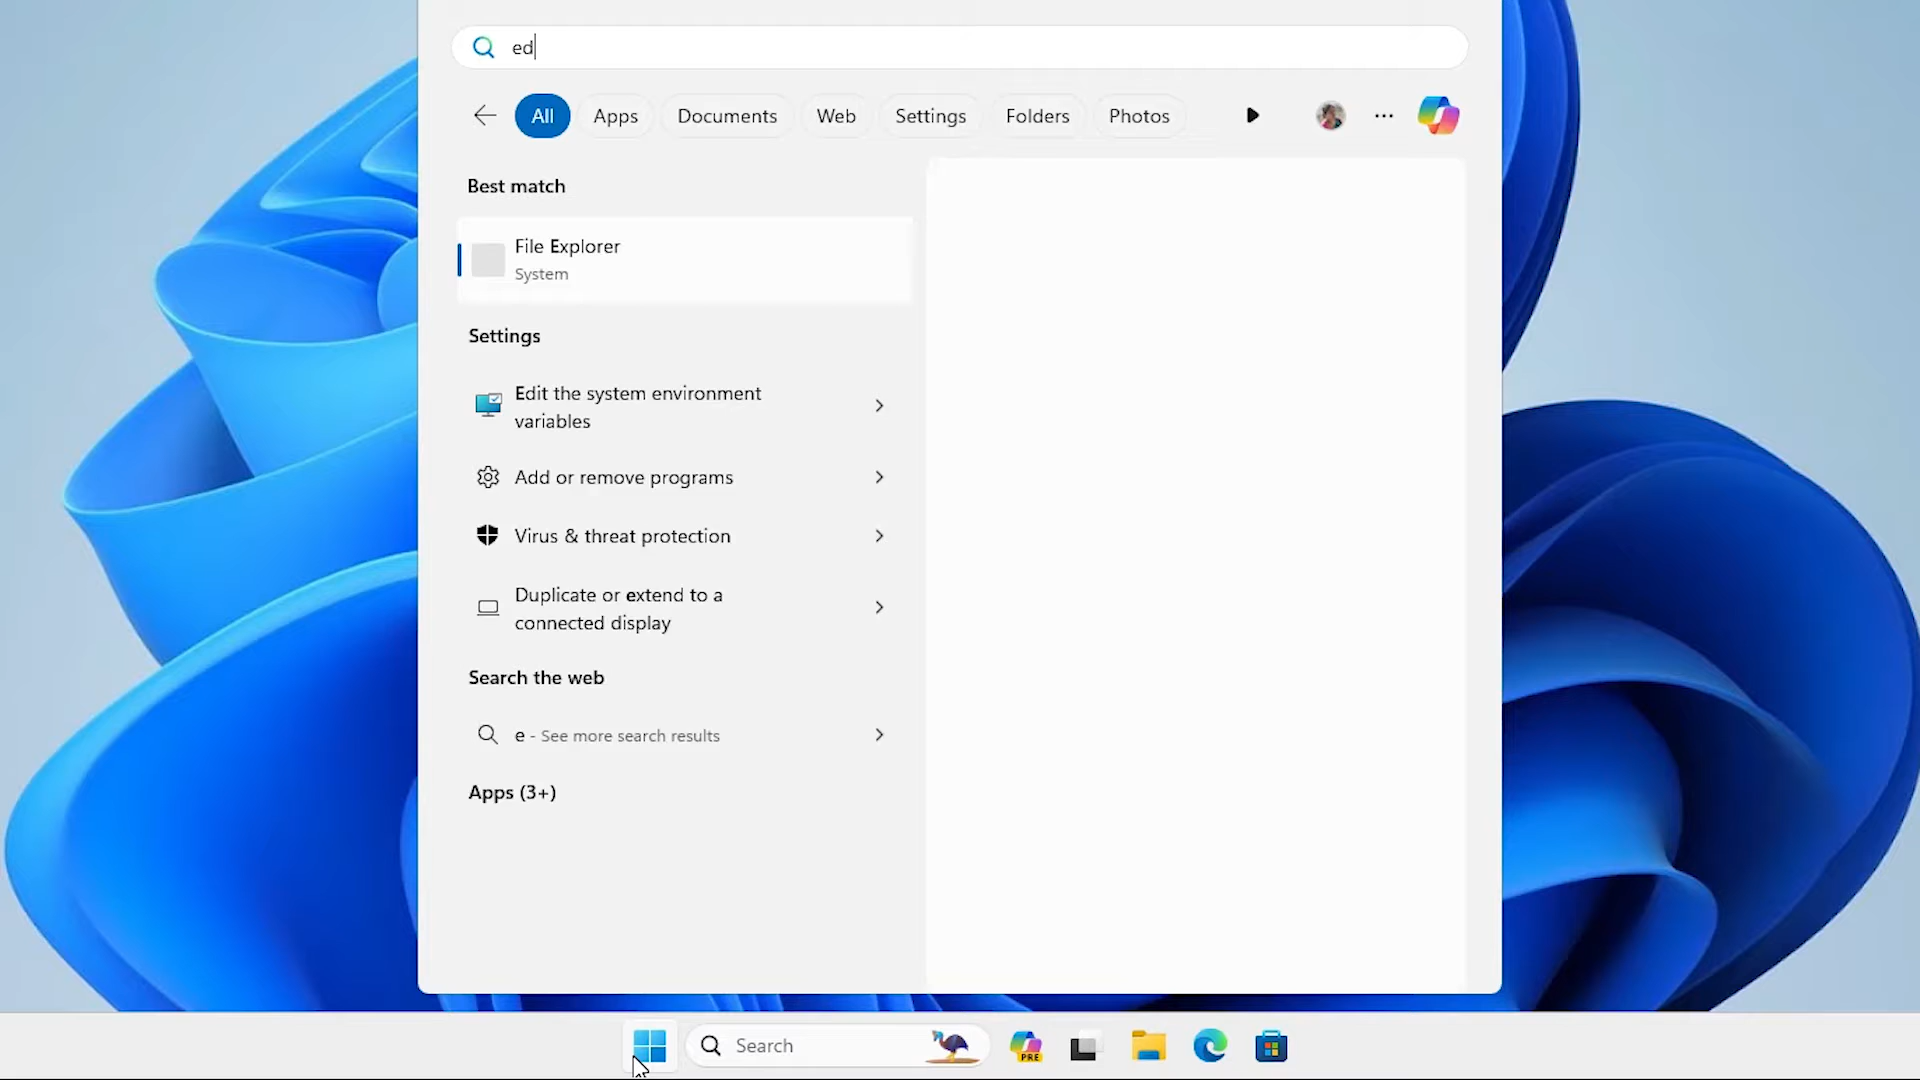 ed
All Apps Documents Web Settings Folders Photos
Best match
File Explorer
System
Settings
Edit the system environment
variables
Add or remove programs
Virus & threat protection
Duplicate or extend to a
connected display
Search the web
e - See more search results
Apps (3+)
Search
PRE